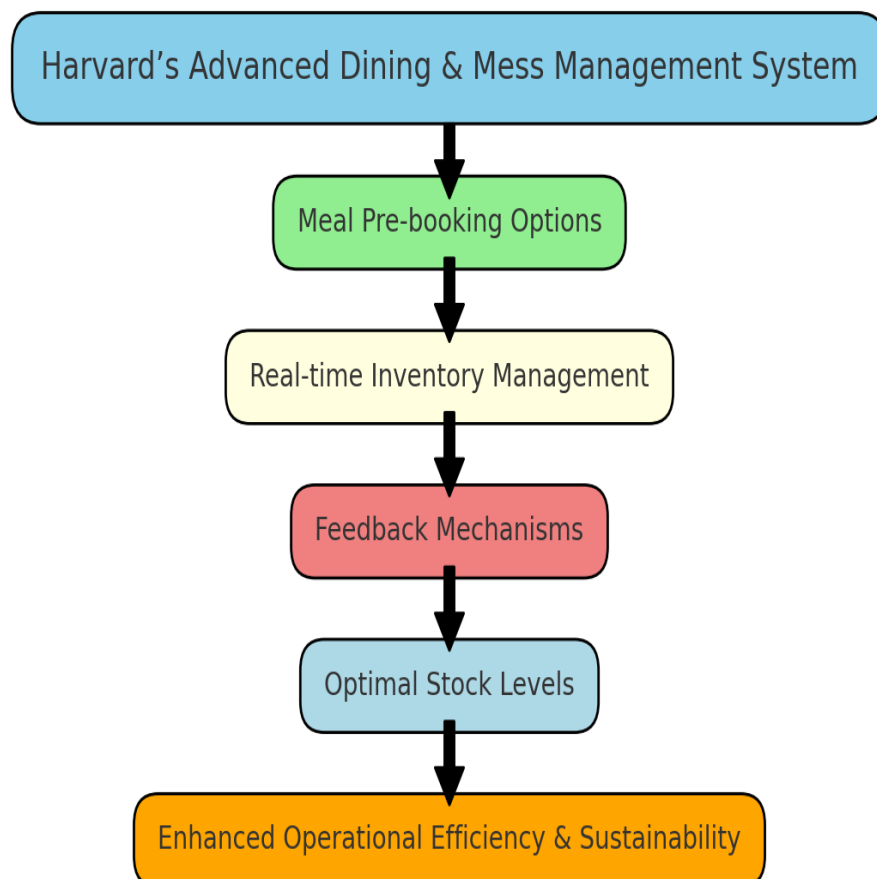 Harvard’s Advanced Dining & Mess Management System
Meal Pre-booking Options
Real-time Inventory Management
Feedback Mechanisms
Optimal Stock Levels
Enhanced Operational Efficiency & Sustainability